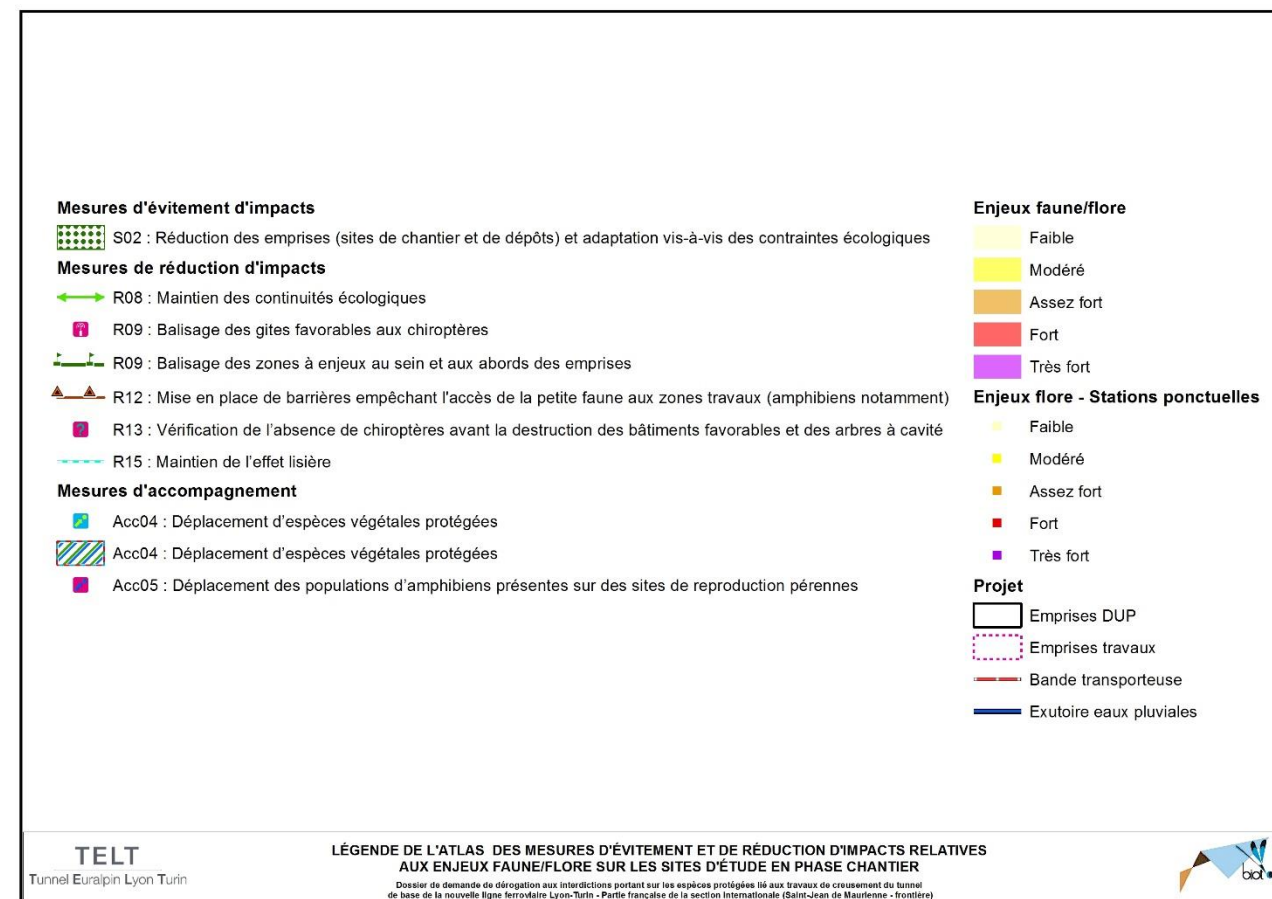 Mesures d'évitement d'impacts
S02 : Réduction des emprises (sites de chantier et de dépôts) et adaptation vis-à-vis des contraintes écologiques
Mesures de réduction d'impacts
R08 : Maintien des continuités écologiques
R09 : Balisage des gites favorables aux chiroptères
R09 : Balisage des zones à enjeux au sein et aux abords des emprises
R12 : Mise en place de barrières empêchant l'accès de la petite faune aux zones travaux (amphibiens notamment)
R13 : Vérification de l'absence de chiroptères avant la destruction des bâtiments favorables et des arbres à cavité
R15 : Maintien de l'effet lisière
Mesures d'accompagnement
Acc04 : Déplacement d'espèces végétales protégées
Acc04 : Déplacement d'espèces végétales protégées
Acc05 : Déplacement des populations d'amphibiens présentes sur des sites de reproduction pérennes
Enjeux faune/flore
Faible
Modéré
Assez fort
Fort
Très fort
Enjeux flore - Stations ponctuelles
Faible
Modéré
Assez fort
Fort
Très fort
Projet
Emprises DUP
Emprises travaux
Bande transporteuse
Exutoire eaux pluviales
TELT
Tunnel Euralpin Lyon Turin
LÉGENDE DE L'ATLAS DES MESURES D'ÉVITEMENT ET DE RÉDUCTION D'IMPACTS RELATIVES
AUX ENJEUX FAUNE/FLORE SUR LES SITES D'ÉTUDE EN PHASE CHANTIER
Dossier de demande de dérogation aux interdictions portant sur les espèces protégées lié aux travaux de creusement du tunnel
de base de la nouvelle ligne ferroviaire Lyon-Turin - Partie française de la section internationale (Saint-Jean de Maurienne - frontière)